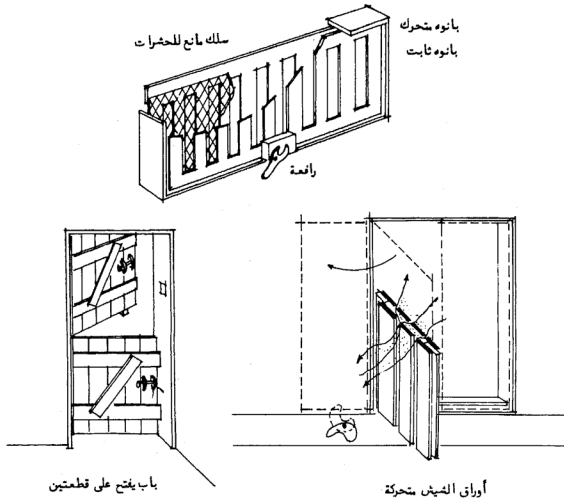 بانوه متحرك
سلك مانع للحشرات
بانوه ثابت
رافعة
أوراق الشيش متحركة
باب يفتح على قطعتين